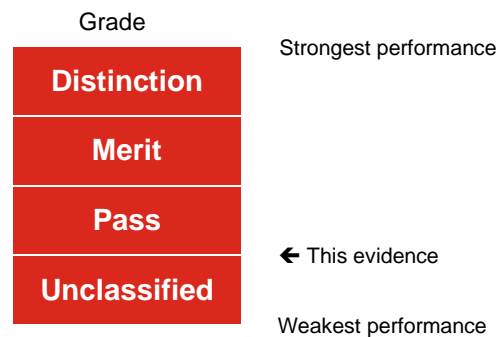 Grade
Strongest performance
Distinction
Merit
Pass
← This evidence
Unclassified
Weakest performance